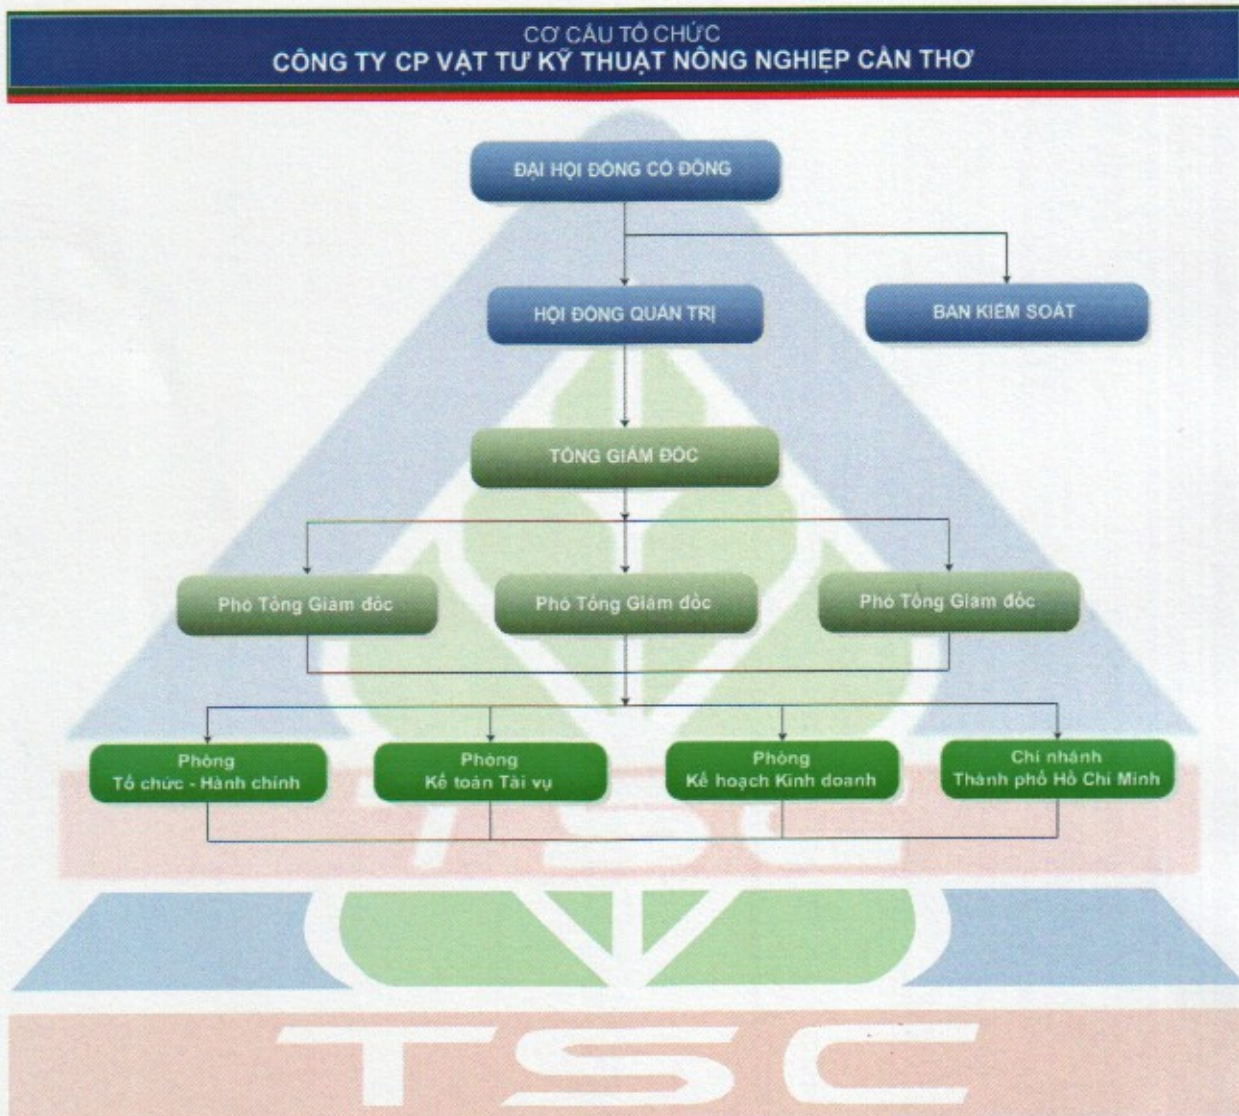 CƠ CẤU TỔ CHỨC
CÔNG TY CP VẬT TƯ KỸ THUẬT NÔNG NGHIỆP CẦN THƠ
ĐẠI HỘI ĐỒNG CỔ ĐÔNG
HỘI ĐỒNG QUẢN TRỊ
BAN KIỂM SOÁT
TỔNG GIÁM ĐỐC
Phó Tổng Giám đốc
Phó Tổng Giám đốc
Phó Tổng Giám đốc
Phòng
Tổ chức - Hành chính
Phòng
Kế toán Tài vụ
Phòng
Kế hoạch Kinh doanh
Chi nhánh
Thành phố Hồ Chí Minh
TSC
TSC